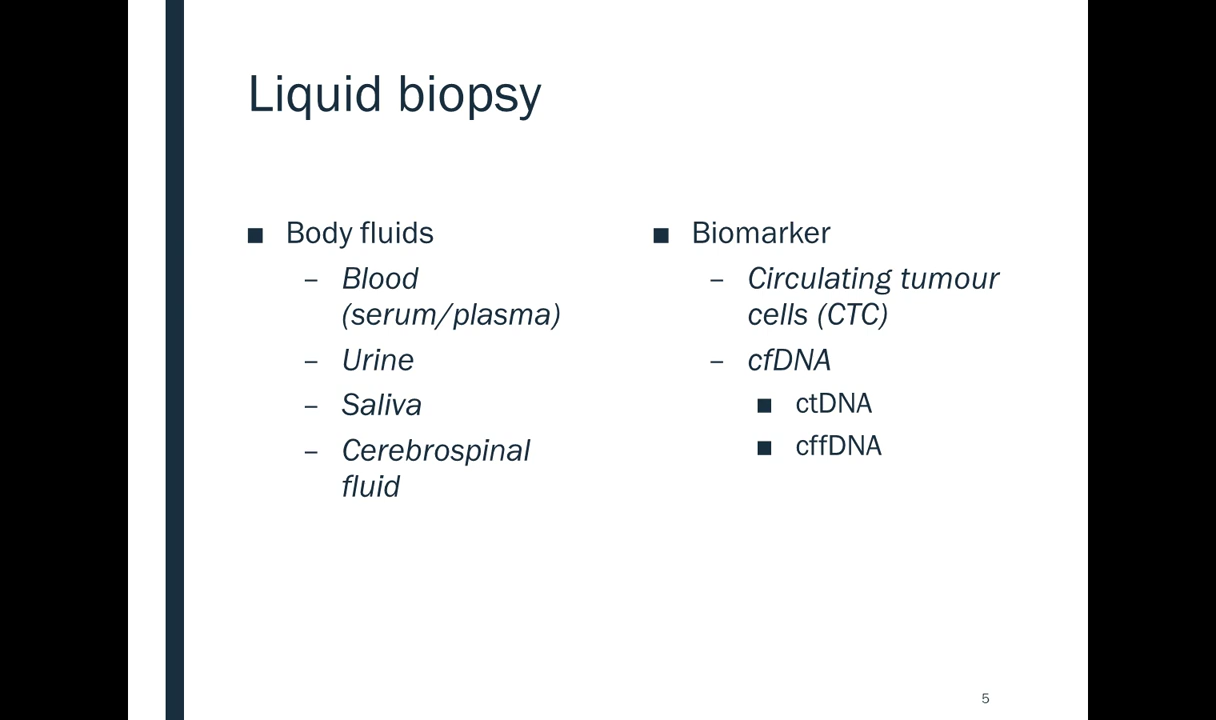 Liquid biopsy
■ Body fluids
– Blood
(serum/plasma)
– Urine
– Saliva
– Cerebrospinal
fluid
■ Biomarker
– Circulating tumour
cells (CTC)
– cfDNA
■ ctDNA
■ cffDNA
5